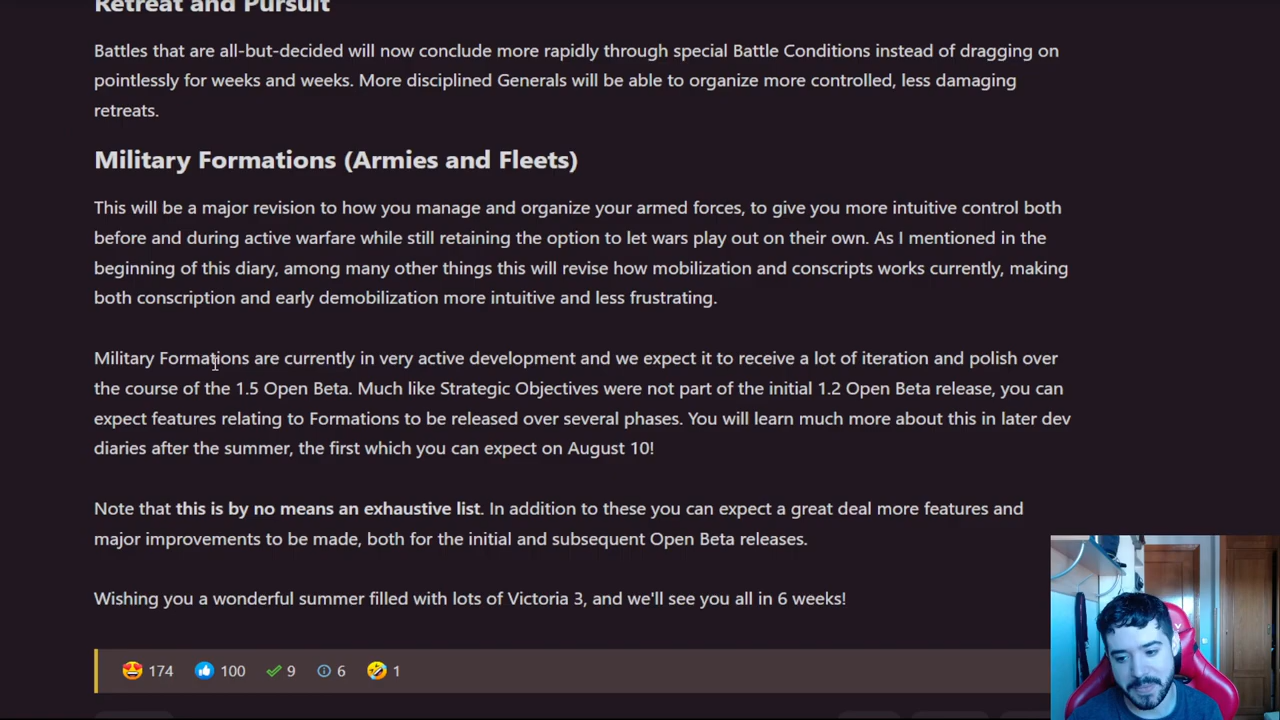 Retreat and Pursuit
Battles that are all-but-decided will now conclude more rapidly through special Battle Conditions instead of dragging on
pointlessly for weeks and weeks. More disciplined Generals will be able to organize more controlled, less damaging
retreats.
Military Formations (Armies and Fleets)
This will be a major revision to how you manage and organize your armed forces, to give you more intuitive control both
before and during active warfare while still retaining the option to let wars play out on their own. As I mentioned in the
beginning of this diary, among many other things this will revise how mobilization and conscripts works currently, making
both conscription and early demobilization more intuitive and less frustrating.
Military Formations are currently in very active development and we expect it to receive a lot of iteration and polish over
the course of the 1.5 Open Beta. Much like Strategic Objectives were not part of the initial 1.2 Open Beta release, you can
expect features relating to Formations to be released over several phases. You will learn much more about this in later dev
diaries after the summer, the first which you can expect on August 10!
Note that this is by no means an exhaustive list. In addition to these you can expect a great deal more features and
major improvements to be made, both for the initial and subsequent Open Beta releases.
Wishing you a wonderful summer filled with lots of Victoria 3, and we'll see you all in 6 weeks!
174 100 9 6 1